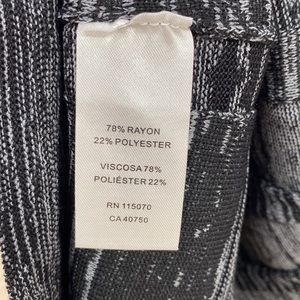 78% RAYON
22% POLYESTER
VISCOSA 78%
POLIÉSTER 22%
RN 115070
CA 40750